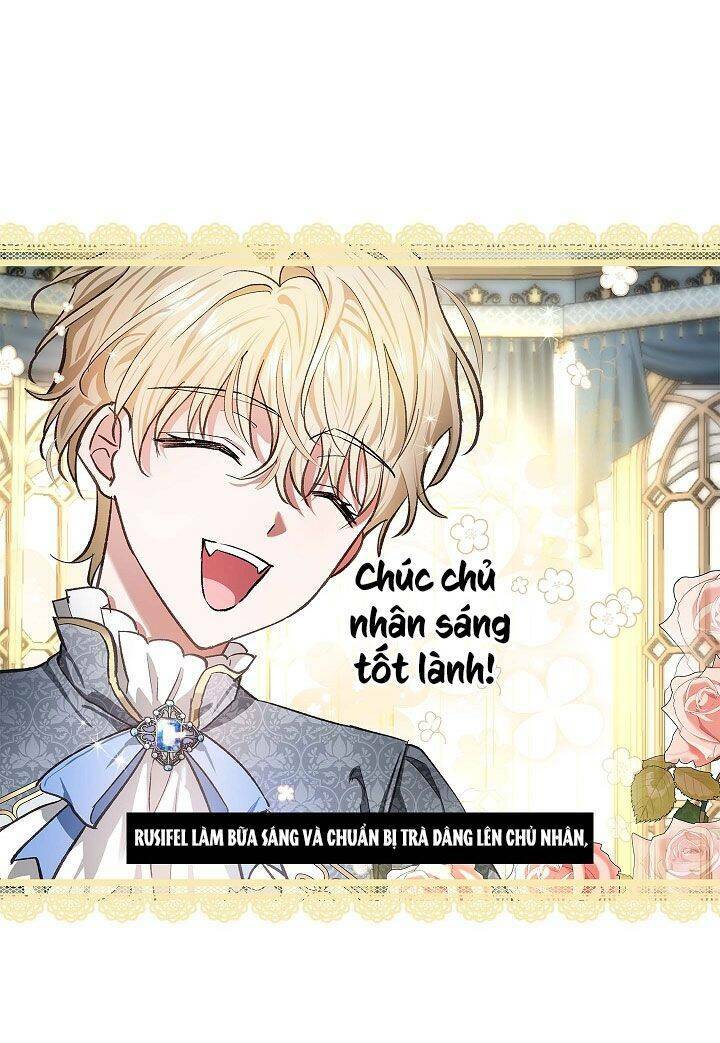 Chúc chủ
nhân sáng
tốt lành!
RUSIFEL LÀM BỮA SÁNG VÀ CHUẨN BỊ TRÀ DÂNG LÊN CHỦ NHÂN,